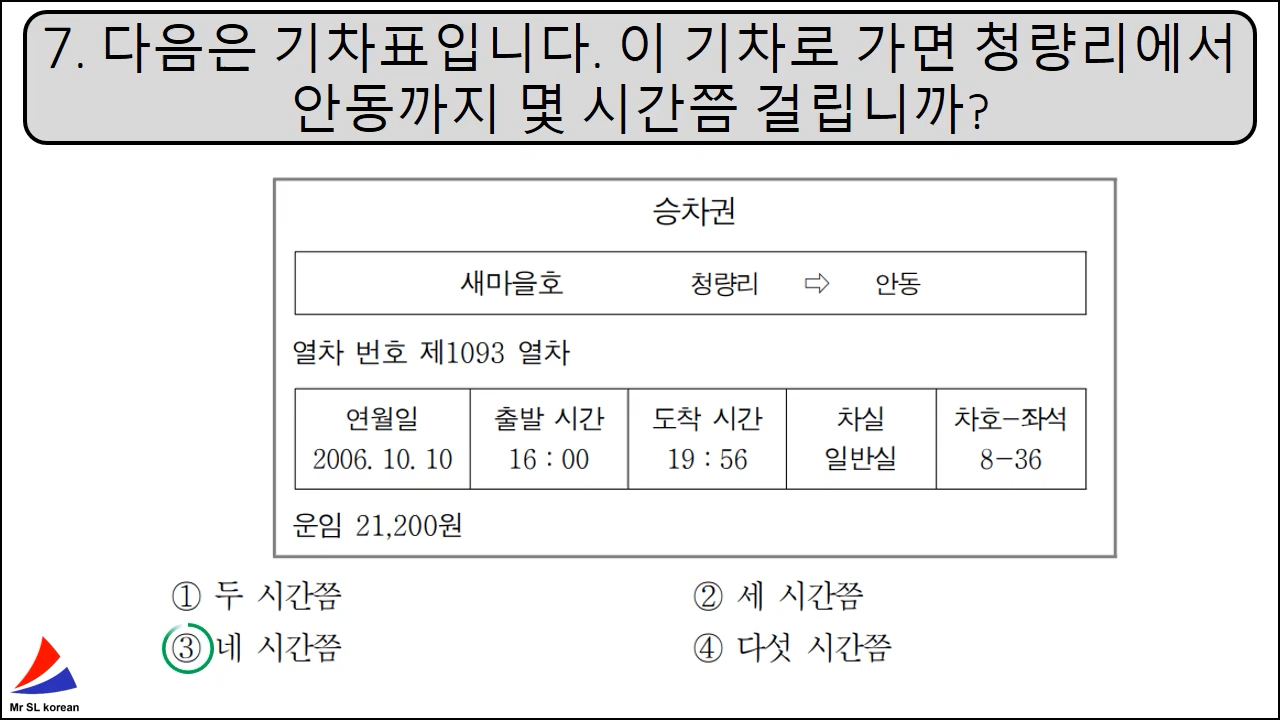 7. 다음은 기차표입니다. 이 기차로 가면 청량리에서
안동까지 몇 시간쯤 걸립니까?
승차권
새마을호 청량리 ⇨ 안동
열차 번호 제1093 열차
연월일 출발 시간 도착 시간 차실 차호-좌석
2006. 10. 10 16 : 00 19 : 56 일반실 8-36
운임 21,200원
① 두 시간쯤 ② 세 시간쯤
③ 네 시간쯤 ④ 다섯 시간쯤
Mr SL korean